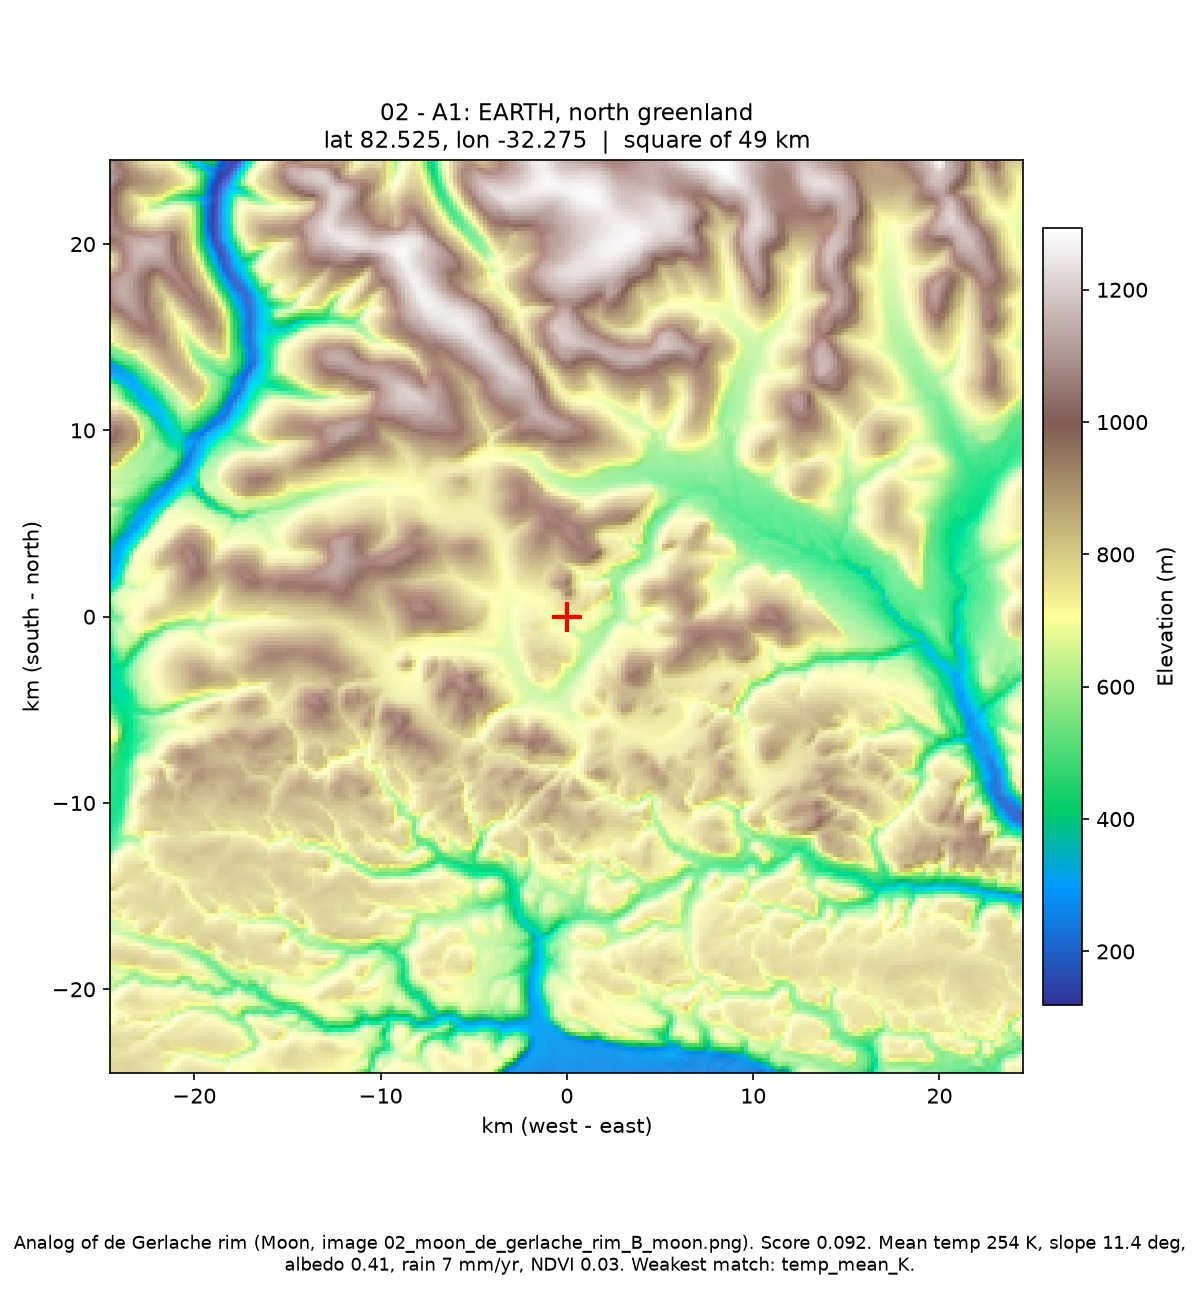 02 - A1: EARTH, north greenland
lat 82.525, lon -32.275  |  square of 49 km
20
10
0
−10
−20
km (south - north)
−20
−10
0
10
20
km (west - east)
1200
1000
800
600
400
200
Elevation (m)
Analog of de Gerlache rim (Moon, image 02_moon_de_gerlache_rim_B_moon.png). Score 0.092. Mean temp 254 K, slope 11.4 deg,
albedo 0.41, rain 7 mm/yr, NDVI 0.03. Weakest match: temp_mean_K.